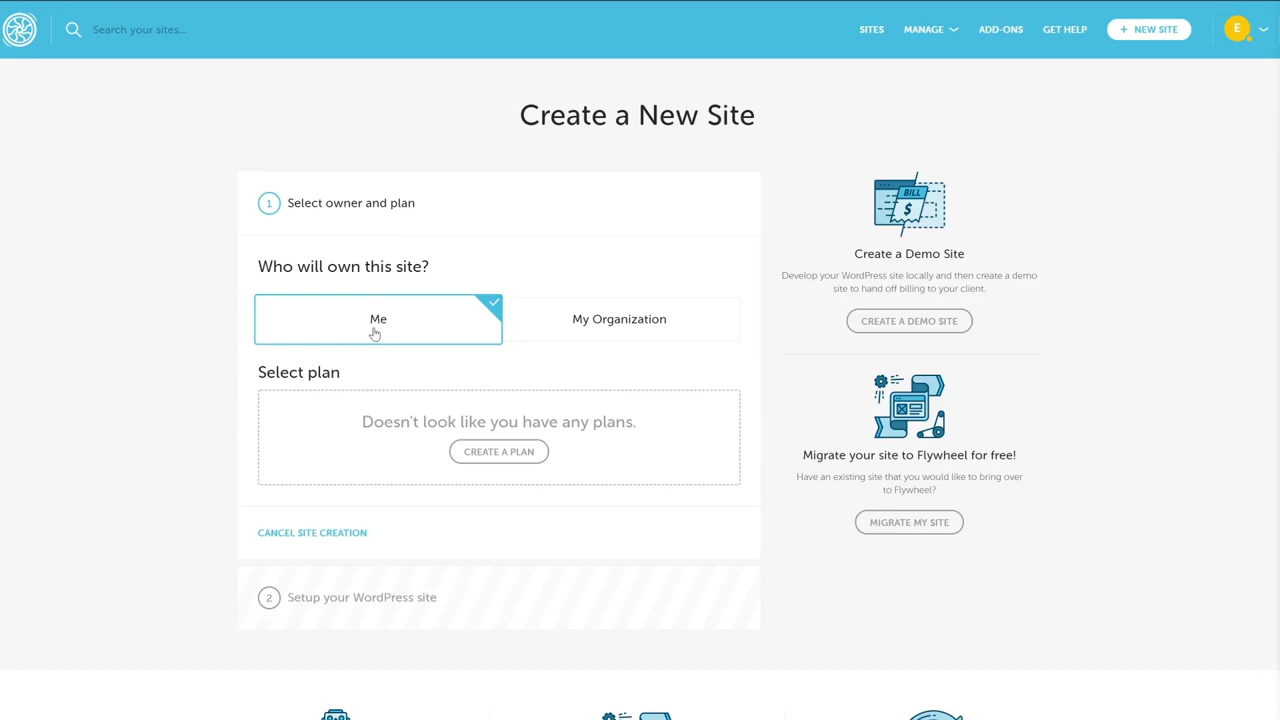 Search your sites...
SITES
MANAGE
ADD-ONS
GET HELP
+ NEW SITE
E
Create a New Site
1 Select owner and plan
Who will own this site?
Me
My Organization
Select plan
Doesn't look like you have any plans.
CREATE A PLAN
CANCEL SITE CREATION
2 Setup your WordPress site
BILL
$
Create a Demo Site
Develop your WordPress site locally and then create a demo
site to hand off billing to your client.
CREATE A DEMO SITE
Migrate your site to Flywheel for free!
Have an existing site that you would like to bring over
to Flywheel?
MIGRATE MY SITE